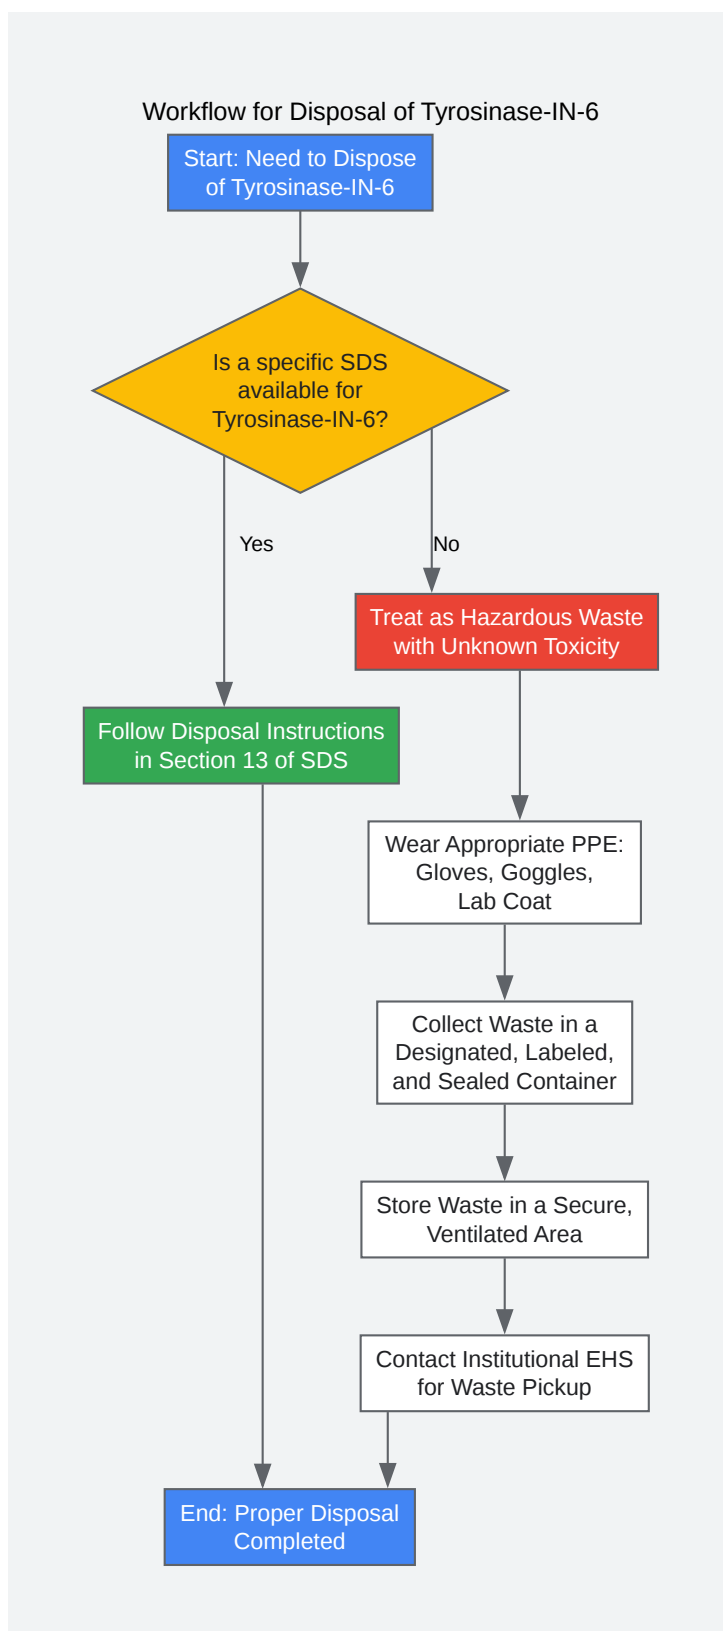 Workflow for Disposal of Tyrosinase-IN-6
Start: Need to Dispose
of Tyrosinase-IN-6
Is a specific SDS
available for
Tyrosinase-IN-6?
Yes
No
Treat as Hazardous Waste
with Unknown Toxicity
Follow Disposal Instructions
in Section 13 of SDS
Wear Appropriate PPE:
Gloves, Goggles,
Lab Coat
Collect Waste in a
Designated, Labeled,
and Sealed Container
Store Waste in a Secure,
Ventilated Area
Contact Institutional EHS
for Waste Pickup
End: Proper Disposal
Completed